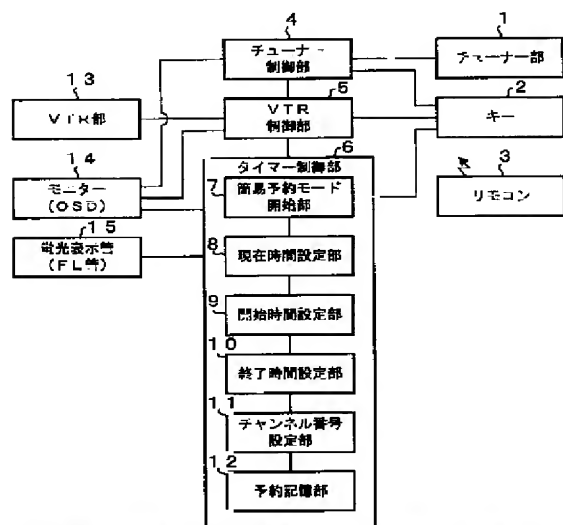 4
チューナー
制御部
1
チューナー部
5
VTR
制御部
2
キー
13
VTR部
6
タイマー制御部
3
リモコン
14
モニター
(OSD)
7
簡易予約モード
開始部
15
蛍光表示管
(FL管)
8
現在時間設定部
9
開始時間設定部
10
終了時間設定部
11
チャンネル番号
設定部
12
予約記憶部